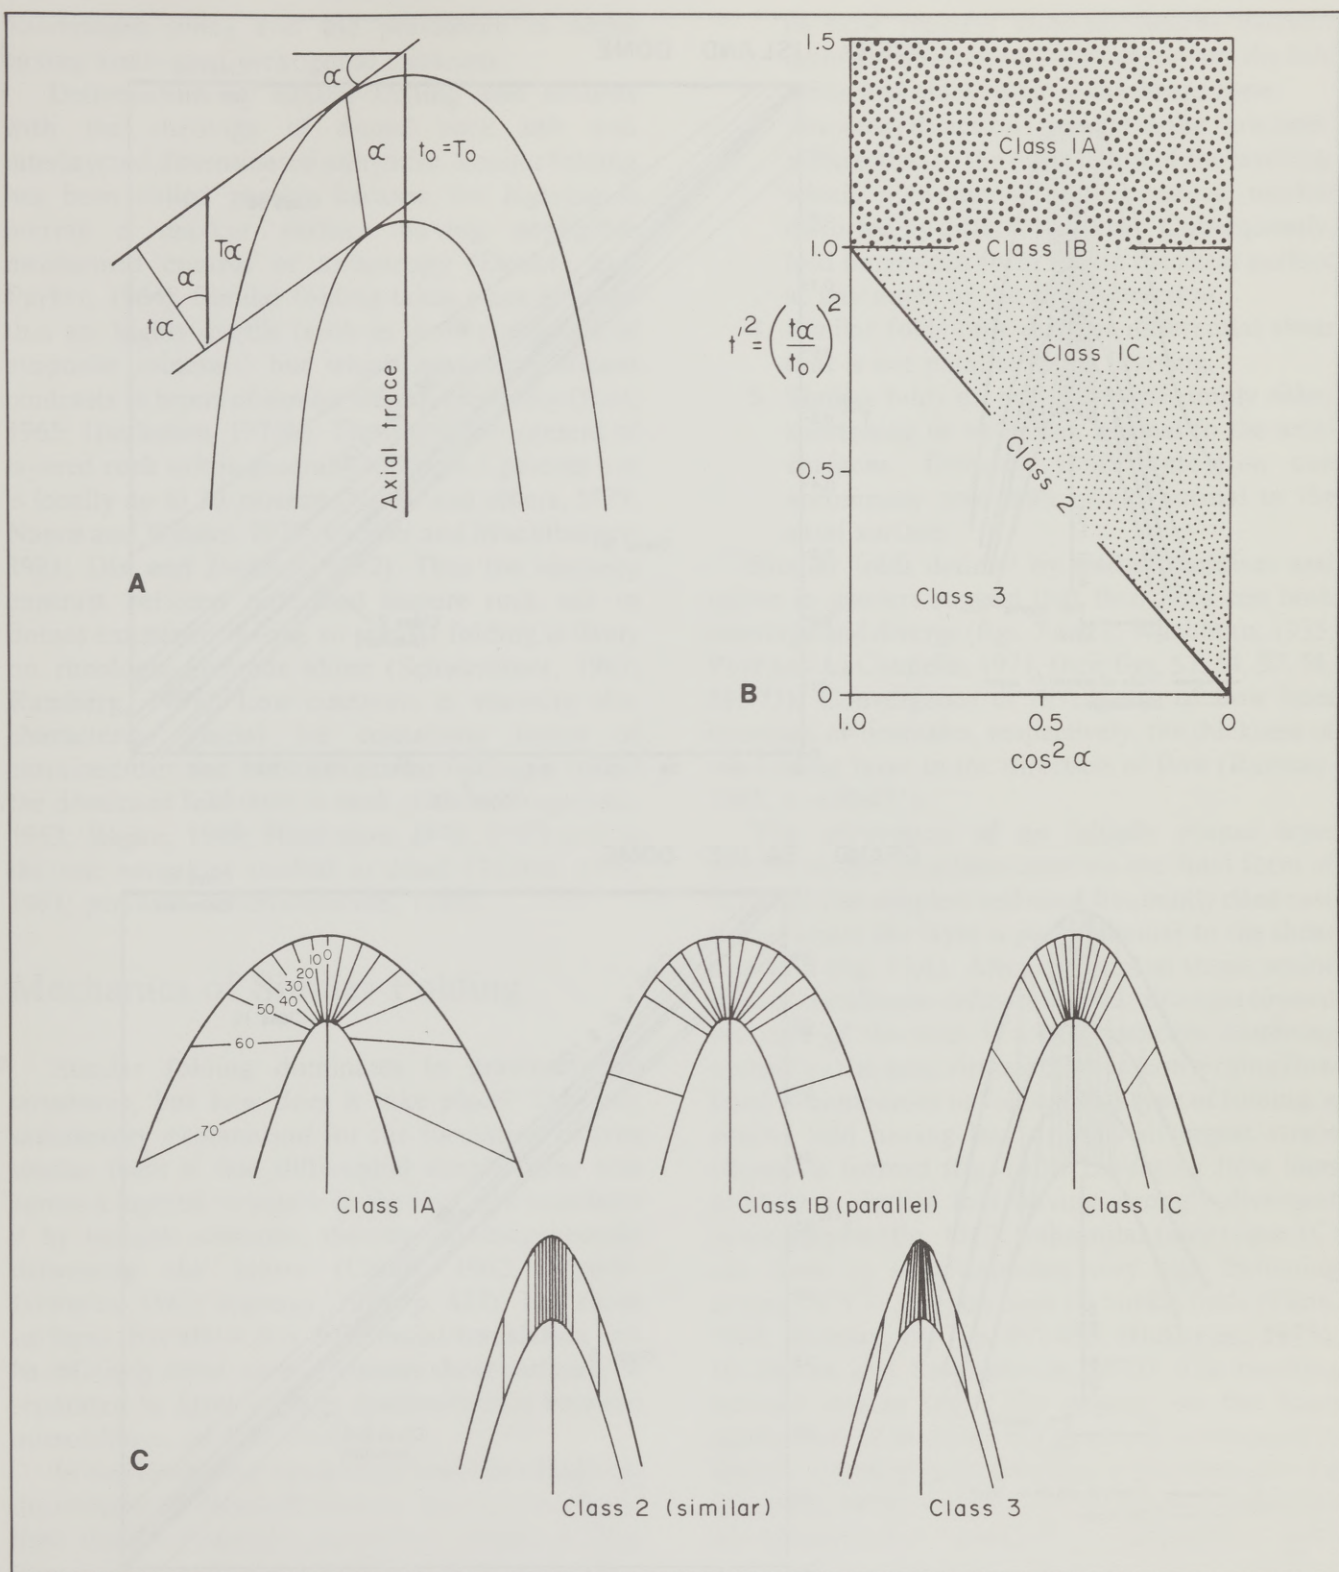 α
α
t₀ = T₀
Tα
α
tα
Axial trace
A
1.5
Class 1A
1.0
Class 1B
t'² = (tα/t₀)²
Class 1C
0.5
Class 2
Class 3
B
0
1.0
0.5
0
cos² α
0
10
20
30
40
50
60
70
Class 1A
Class 1B (parallel)
Class 1C
C
Class 2 (similar)
Class 3